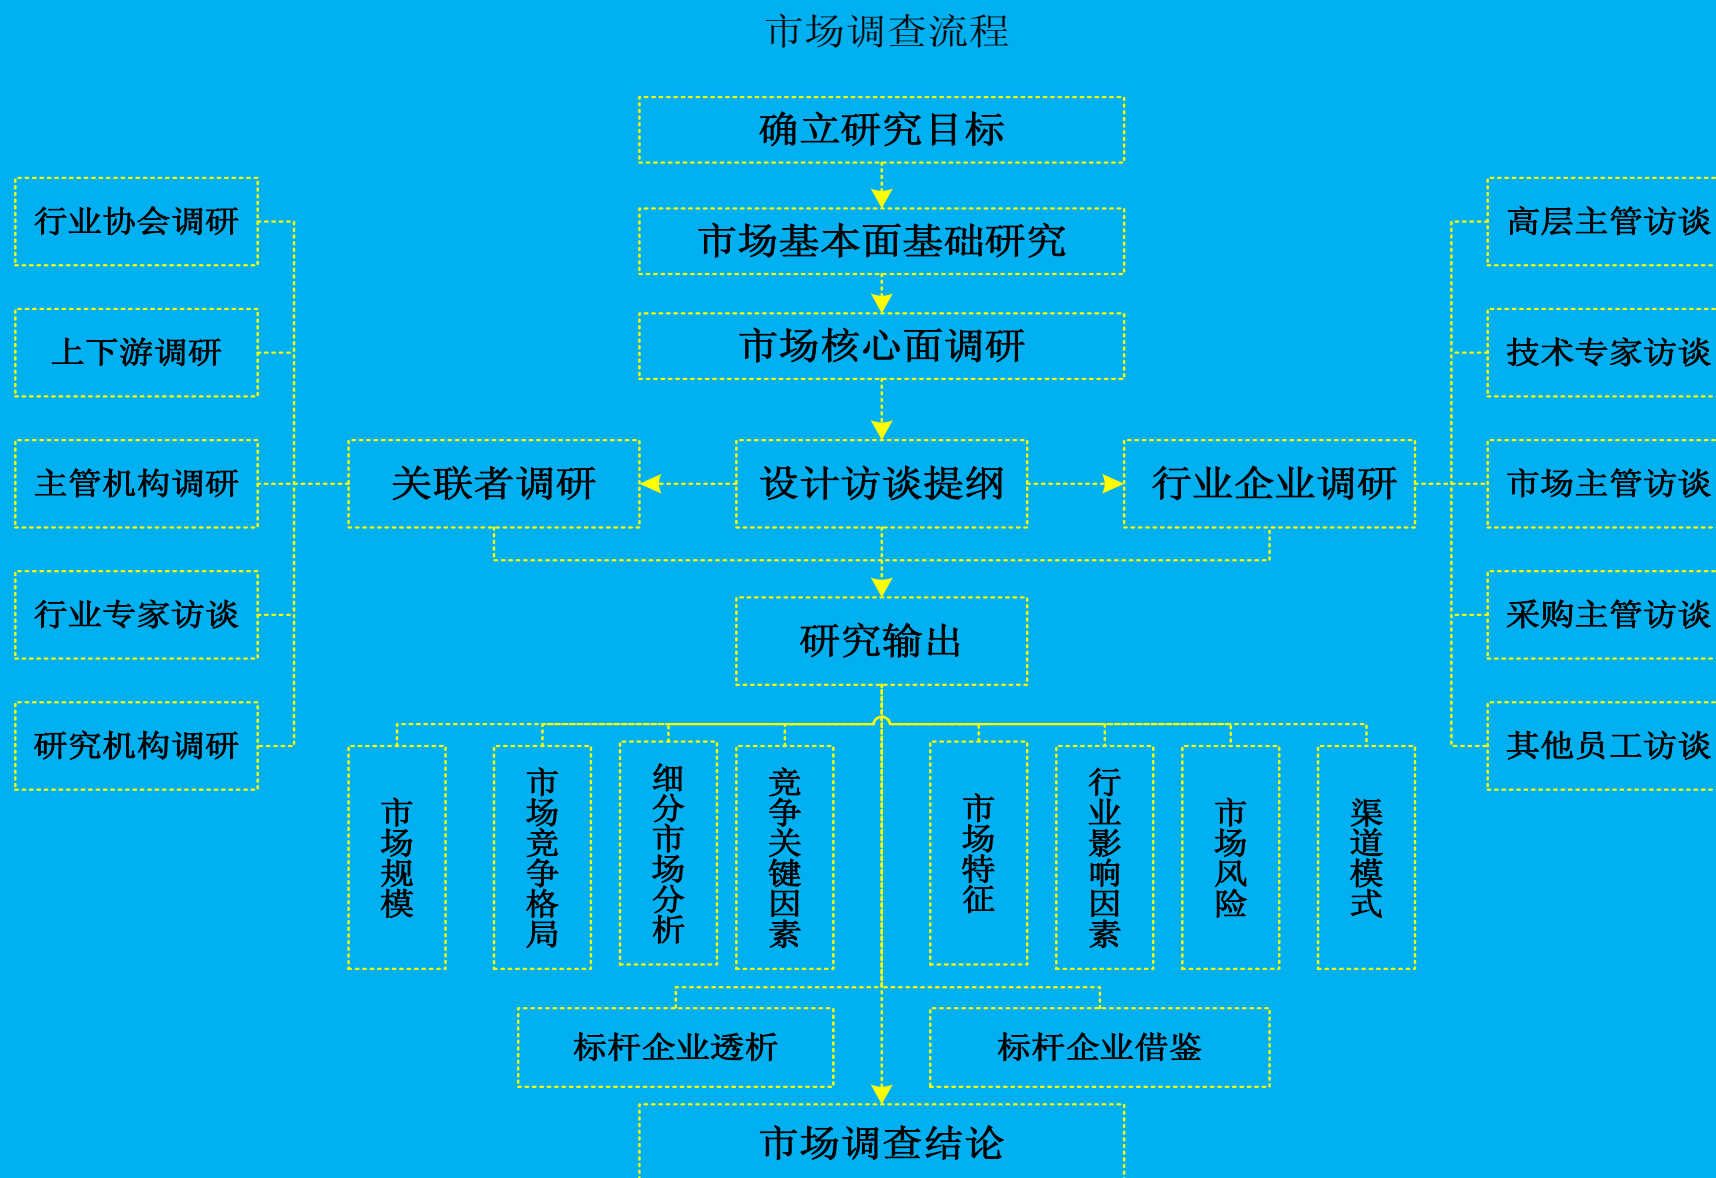 市场调查流程
确立研究目标
市场基本面基础研究
市场核心面调研
行业协会调研
上下游调研
主管机构调研
行业专家访谈
研究机构调研
关联者调研
设计访谈提纲
行业企业调研
高层主管访谈
技术专家访谈
市场主管访谈
采购主管访谈
其他员工访谈
研究输出
市场规模
市场竞争格局
细分市场分析
竞争关键因素
市场特征
行业影响因素
市场风险
渠道模式
标杆企业透析
标杆企业借鉴
市场调查结论